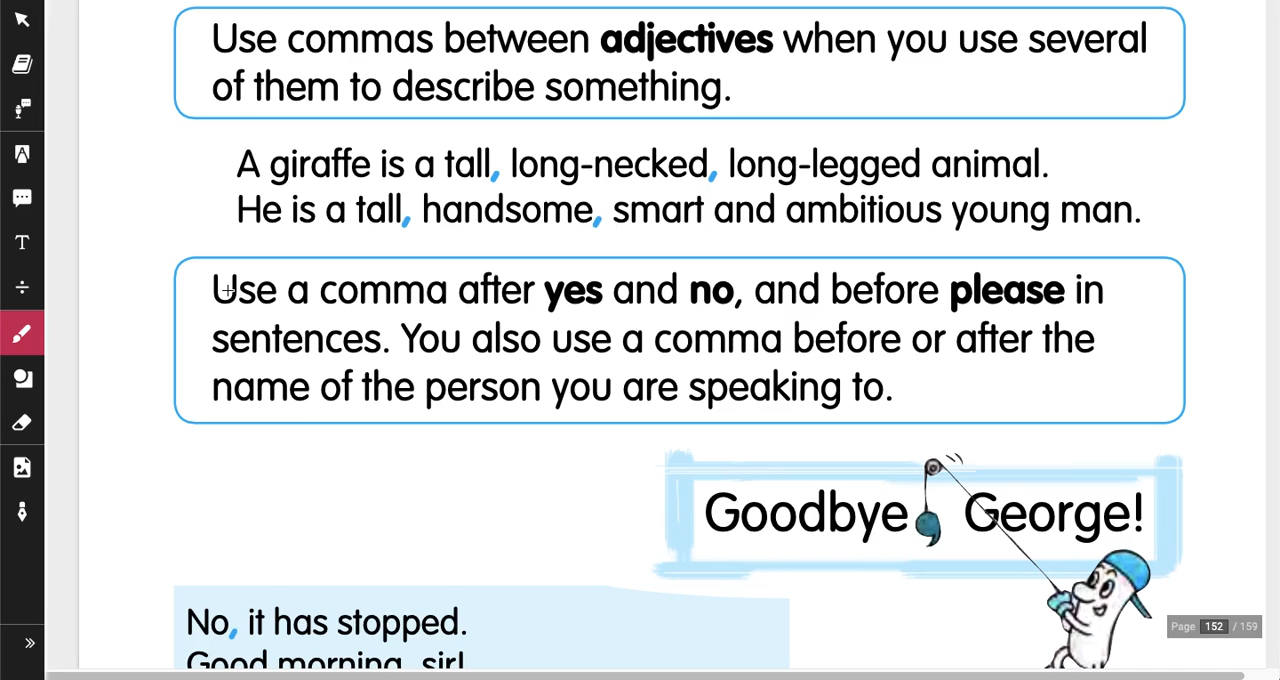 Use commas between adjectives when you use several
of them to describe something.
A giraffe is a tall, long-necked, long-legged animal.
He is a tall, handsome, smart and ambitious young man.
Use a comma after yes and no, and before please in
sentences. You also use a comma before or after the
name of the person you are speaking to.
Goodbye, George!
No, it has stopped.
Good morning, sir!
Page 152 / 159